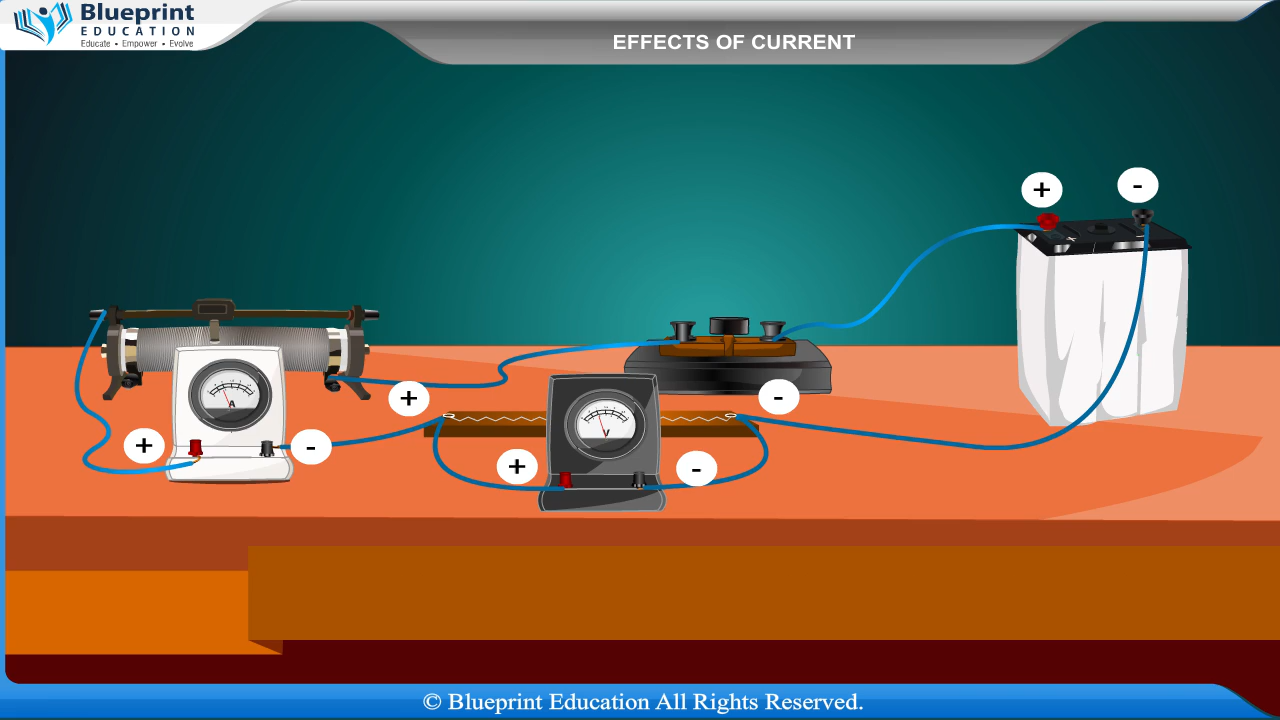 Blueprint
EDUCATION
Educate • Empower • Evolve
EFFECTS OF CURRENT
+
-
+
-
+
-
+
-
A
V
© Blueprint Education All Rights Reserved.